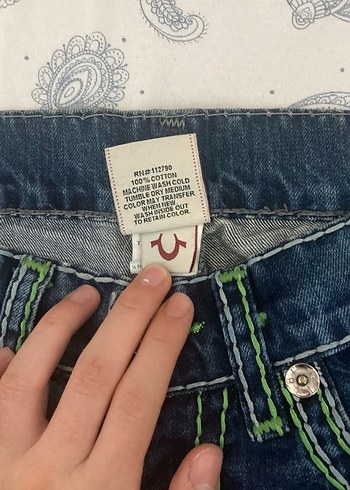 RN#112790
100% COTTON
MACHINE WASH COLD
TUMBLE DRY MEDIUM
COLOR MAY TRANSFER
WHEN NEW
WASH INSIDE OUT
TO RETAIN COLOR.